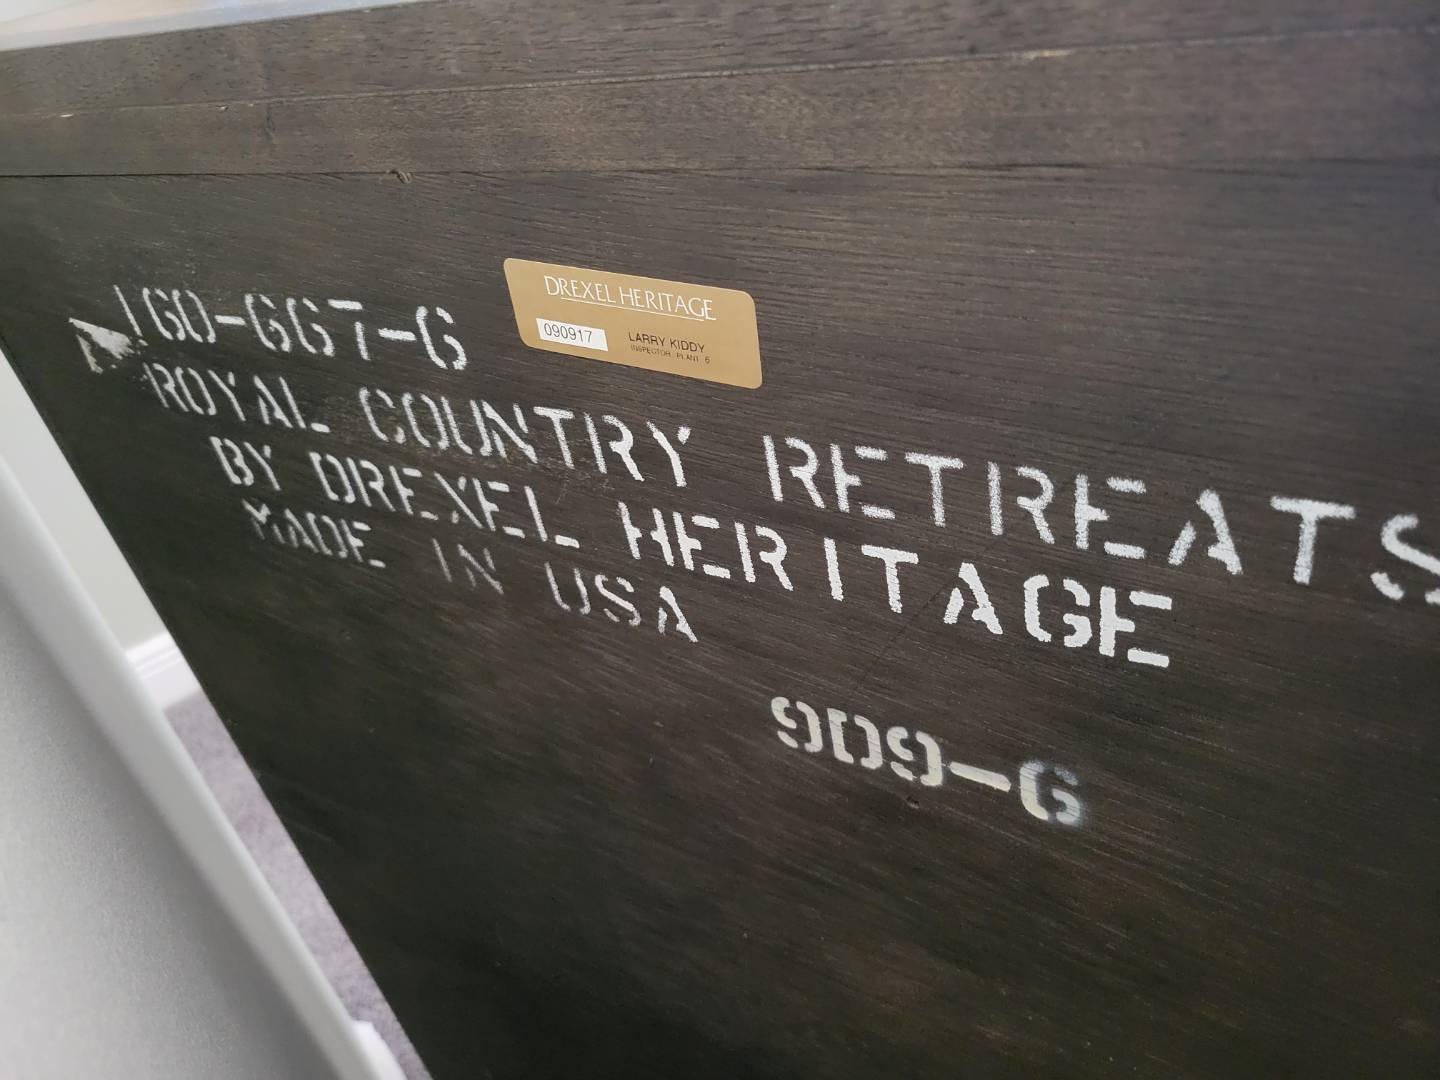 DREXEL HERITAGE
090917
LARRY KIDDY
INSPECTOR, PLANT 6
160-667-6
ROYAL COUNTRY RETREATS
BY DREXEL HERITAGE
MADE IN USA
909-6